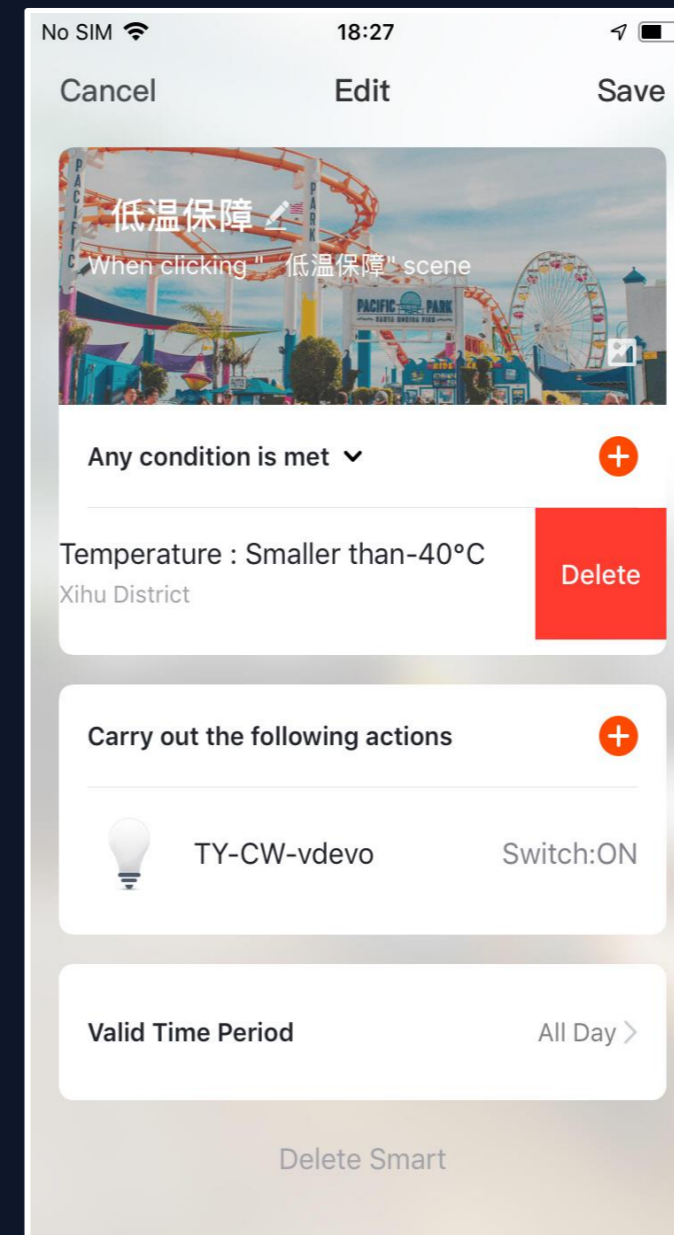 No SIM 18:27
Cancel Edit Save
PACIFIC
PARK
低温保障
When clicking " 低温保障" scene
PACIFIC PARK
Any condition is met
Temperature : Smaller than-40°C
Xihu District
Delete
Carry out the following actions
TY-CW-vdevo Switch:ON
Valid Time Period All Day
Delete Smart